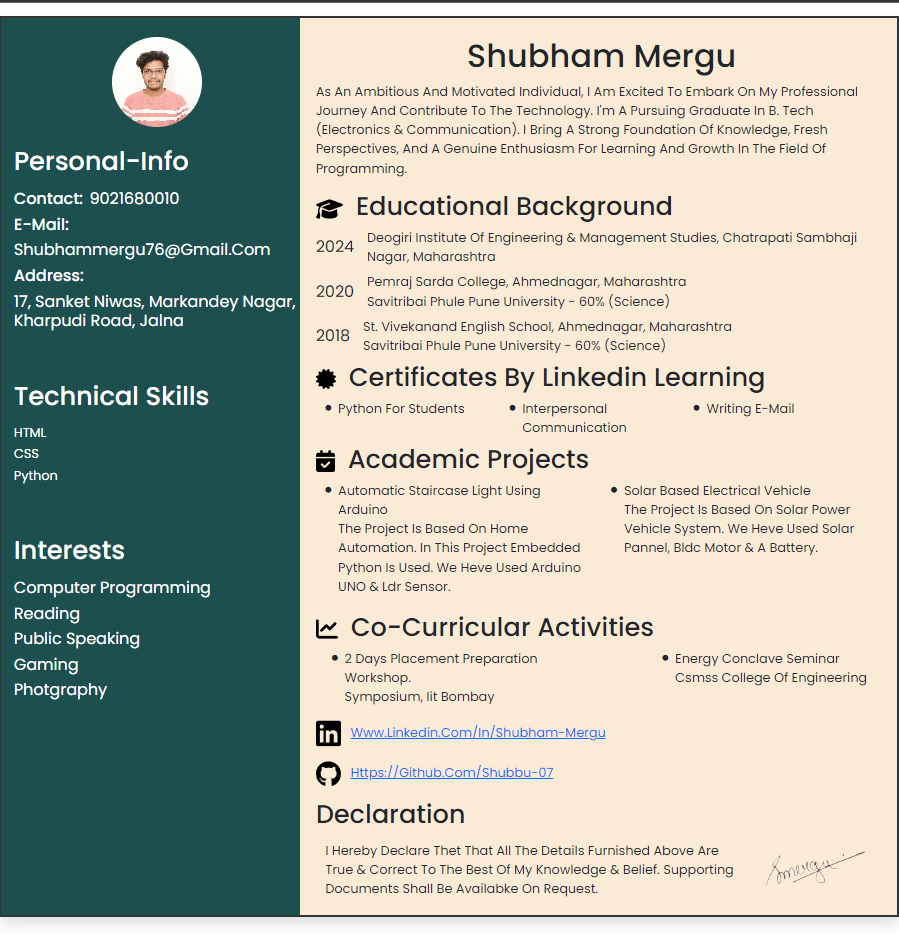 Personal-Info
Contact: 9021680010
E-Mail:
Shubhammergu76@Gmail.Com
Address:
17, Sanket Niwas, Markandey Nagar,
Kharpudi Road, Jalna
Technical Skills
HTML
CSS
Python
Interests
Computer Programming
Reading
Public Speaking
Gaming
Photgraphy
Shubham Mergu
As An Ambitious And Motivated Individual, I Am Excited To Embark On My Professional
Journey And Contribute To The Technology. I'm A Pursuing Graduate In B. Tech
(Electronics & Communication). I Bring A Strong Foundation Of Knowledge, Fresh
Perspectives, And A Genuine Enthusiasm For Learning And Growth In The Field Of
Programming.
Educational Background
2024
Deogiri Institute Of Engineering & Management Studies, Chatrapati Sambhaji
Nagar, Maharashtra
2020
Pemraj Sarda College, Ahmednagar, Maharashtra
Savitribai Phule Pune University - 60% (Science)
2018
St. Vivekanand English School, Ahmednagar, Maharashtra
Savitribai Phule Pune University - 60% (Science)
Certificates By Linkedin Learning
Python For Students
Interpersonal
Communication
Writing E-Mail
Academic Projects
Automatic Staircase Light Using
Arduino
The Project Is Based On Home
Automation. In This Project Embedded
Python Is Used. We Heve Used Arduino
UNO & Ldr Sensor.
Solar Based Electrical Vehicle
The Project Is Based On Solar Power
Vehicle System. We Heve Used Solar
Pannel, Bldc Motor & A Battery.
Co-Curricular Activities
2 Days Placement Preparation
Workshop.
Symposium, Iit Bombay
Energy Conclave Seminar
Csmss College Of Engineering
in
Www.Linkedin.Com/In/Shubham-Mergu
Https://Github.Com/Shubbu-07
Declaration
I Hereby Declare Thet That All The Details Furnished Above Are
True & Correct To The Best Of My Knowledge & Belief. Supporting
Documents Shall Be Availabke On Request.
Smergu